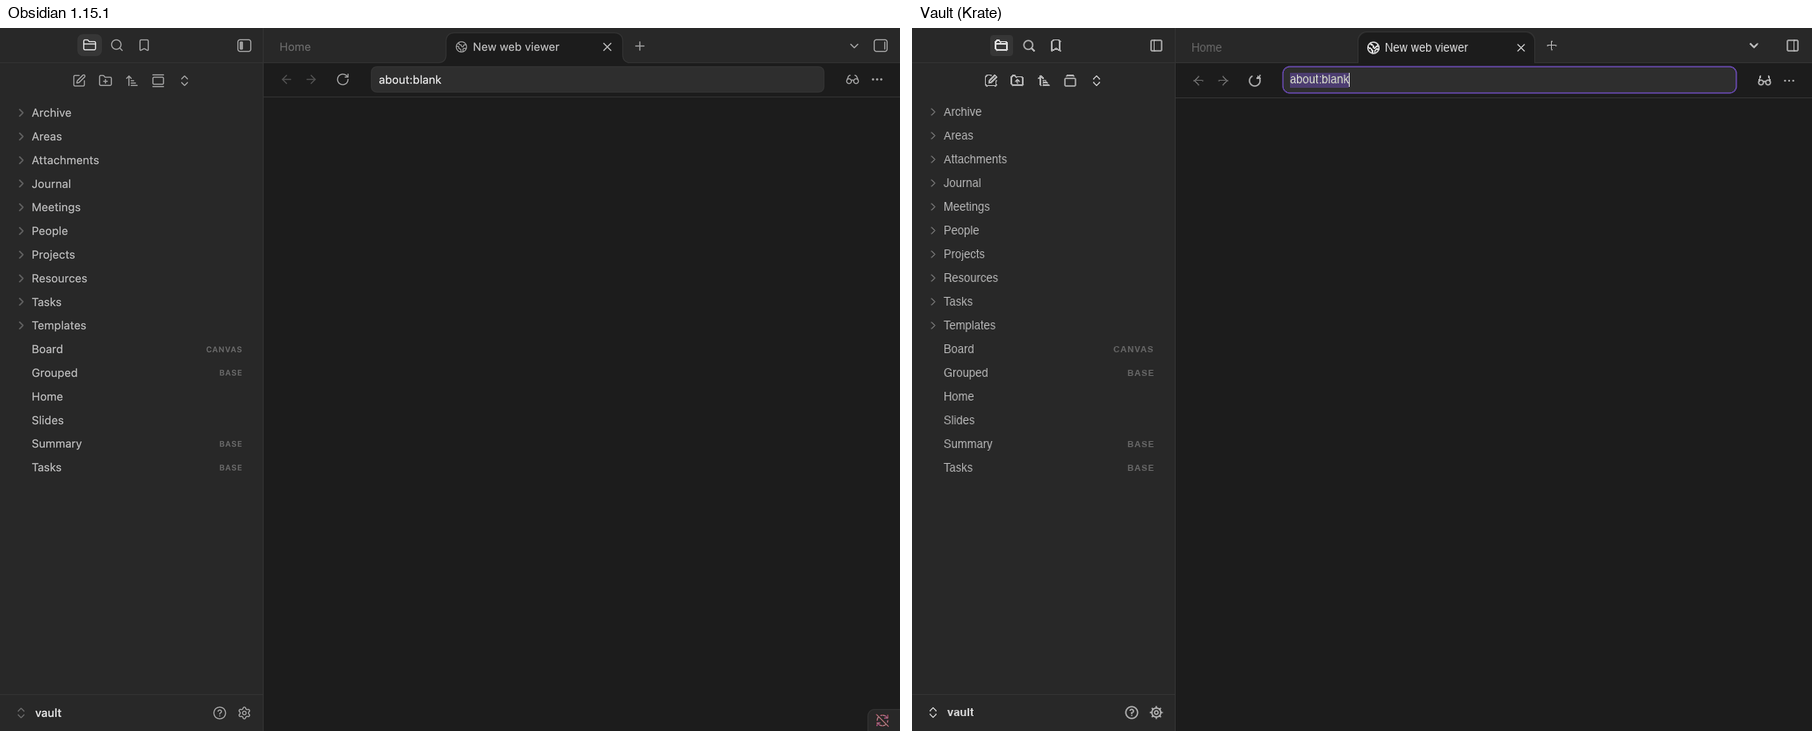 Obsidian 1.15.1
Home
New web viewer
about:blank
Archive
Areas
Attachments
Journal
Meetings
People
Projects
Resources
Tasks
Templates
Board CANVAS
Grouped BASE
Home
Slides
Summary BASE
Tasks BASE
vault
Vault (Krate)
Home
New web viewer
about:blank
Archive
Areas
Attachments
Journal
Meetings
People
Projects
Resources
Tasks
Templates
Board CANVAS
Grouped BASE
Home
Slides
Summary BASE
Tasks BASE
vault